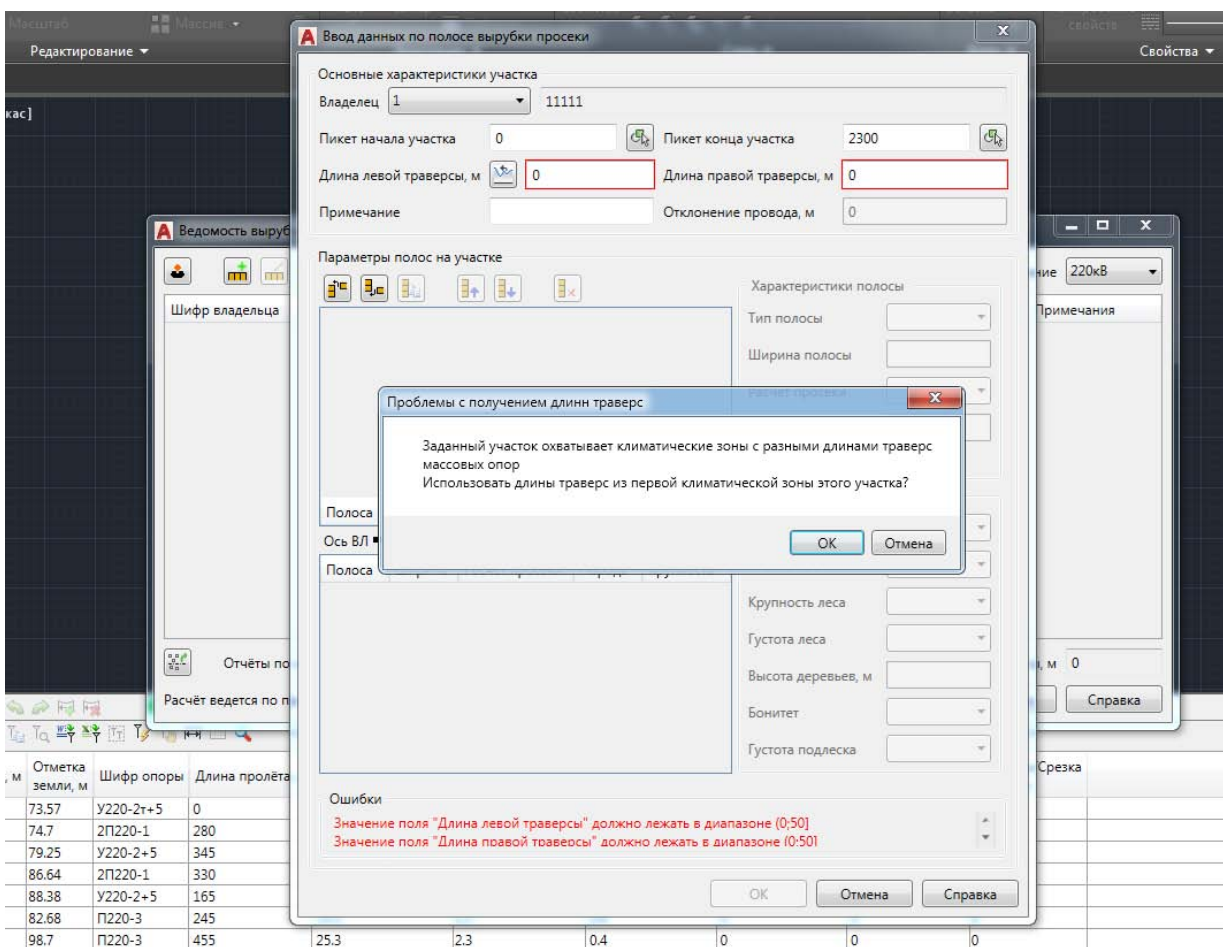 Масштаб Массив свойств
Редактирование Свойства
Ввод данных по полосе вырубки просеки
Основные характеристики участка
Владелец 1 11111
Пикет начала участка 0 Пикет конца участка 2300
Длина левой траверсы, м 0 Длина правой траверсы, м 0
Примечание Отклонение провода, м 0
кас]
Ведомость выруб
ние 220кВ
Шифр владельца Примечания
Параметры полос на участке
Характеристики полосы
Тип полосы
Ширина полосы
Расчет просеки
Проблемы с получением длинн траверс
Заданный участок охватывает климатические зоны с разными длинами траверс
массовых опор
Использовать длины траверс из первой климатической зоны этого участка?
ОК Отмена
Полоса
Ось ВЛ
Полоса
Крупность леса
Густота леса
Высота деревьев, м
Бонитет
Густота подлеска
Отчёты по
, м 0
Расчёт ведется по п
Справка
Ошибки
Значение поля "Длина левой траверсы" должно лежать в диапазоне (0;50]
Значение поля "Длина правой траверсы" должно лежать в диапазоне (0;50]
ОК Отмена Справка
, м Отметка земли, м Шифр опоры Длина пролёта Срезка
73.57 У220-2т+5 0
74.7 2П220-1 280
79.25 У220-2+5 345
86.64 2П220-1 330
88.38 У220-2+5 165
82.68 П220-3 245
98.7 П220-3 455 25.3 2.3 0.4 0 0 0